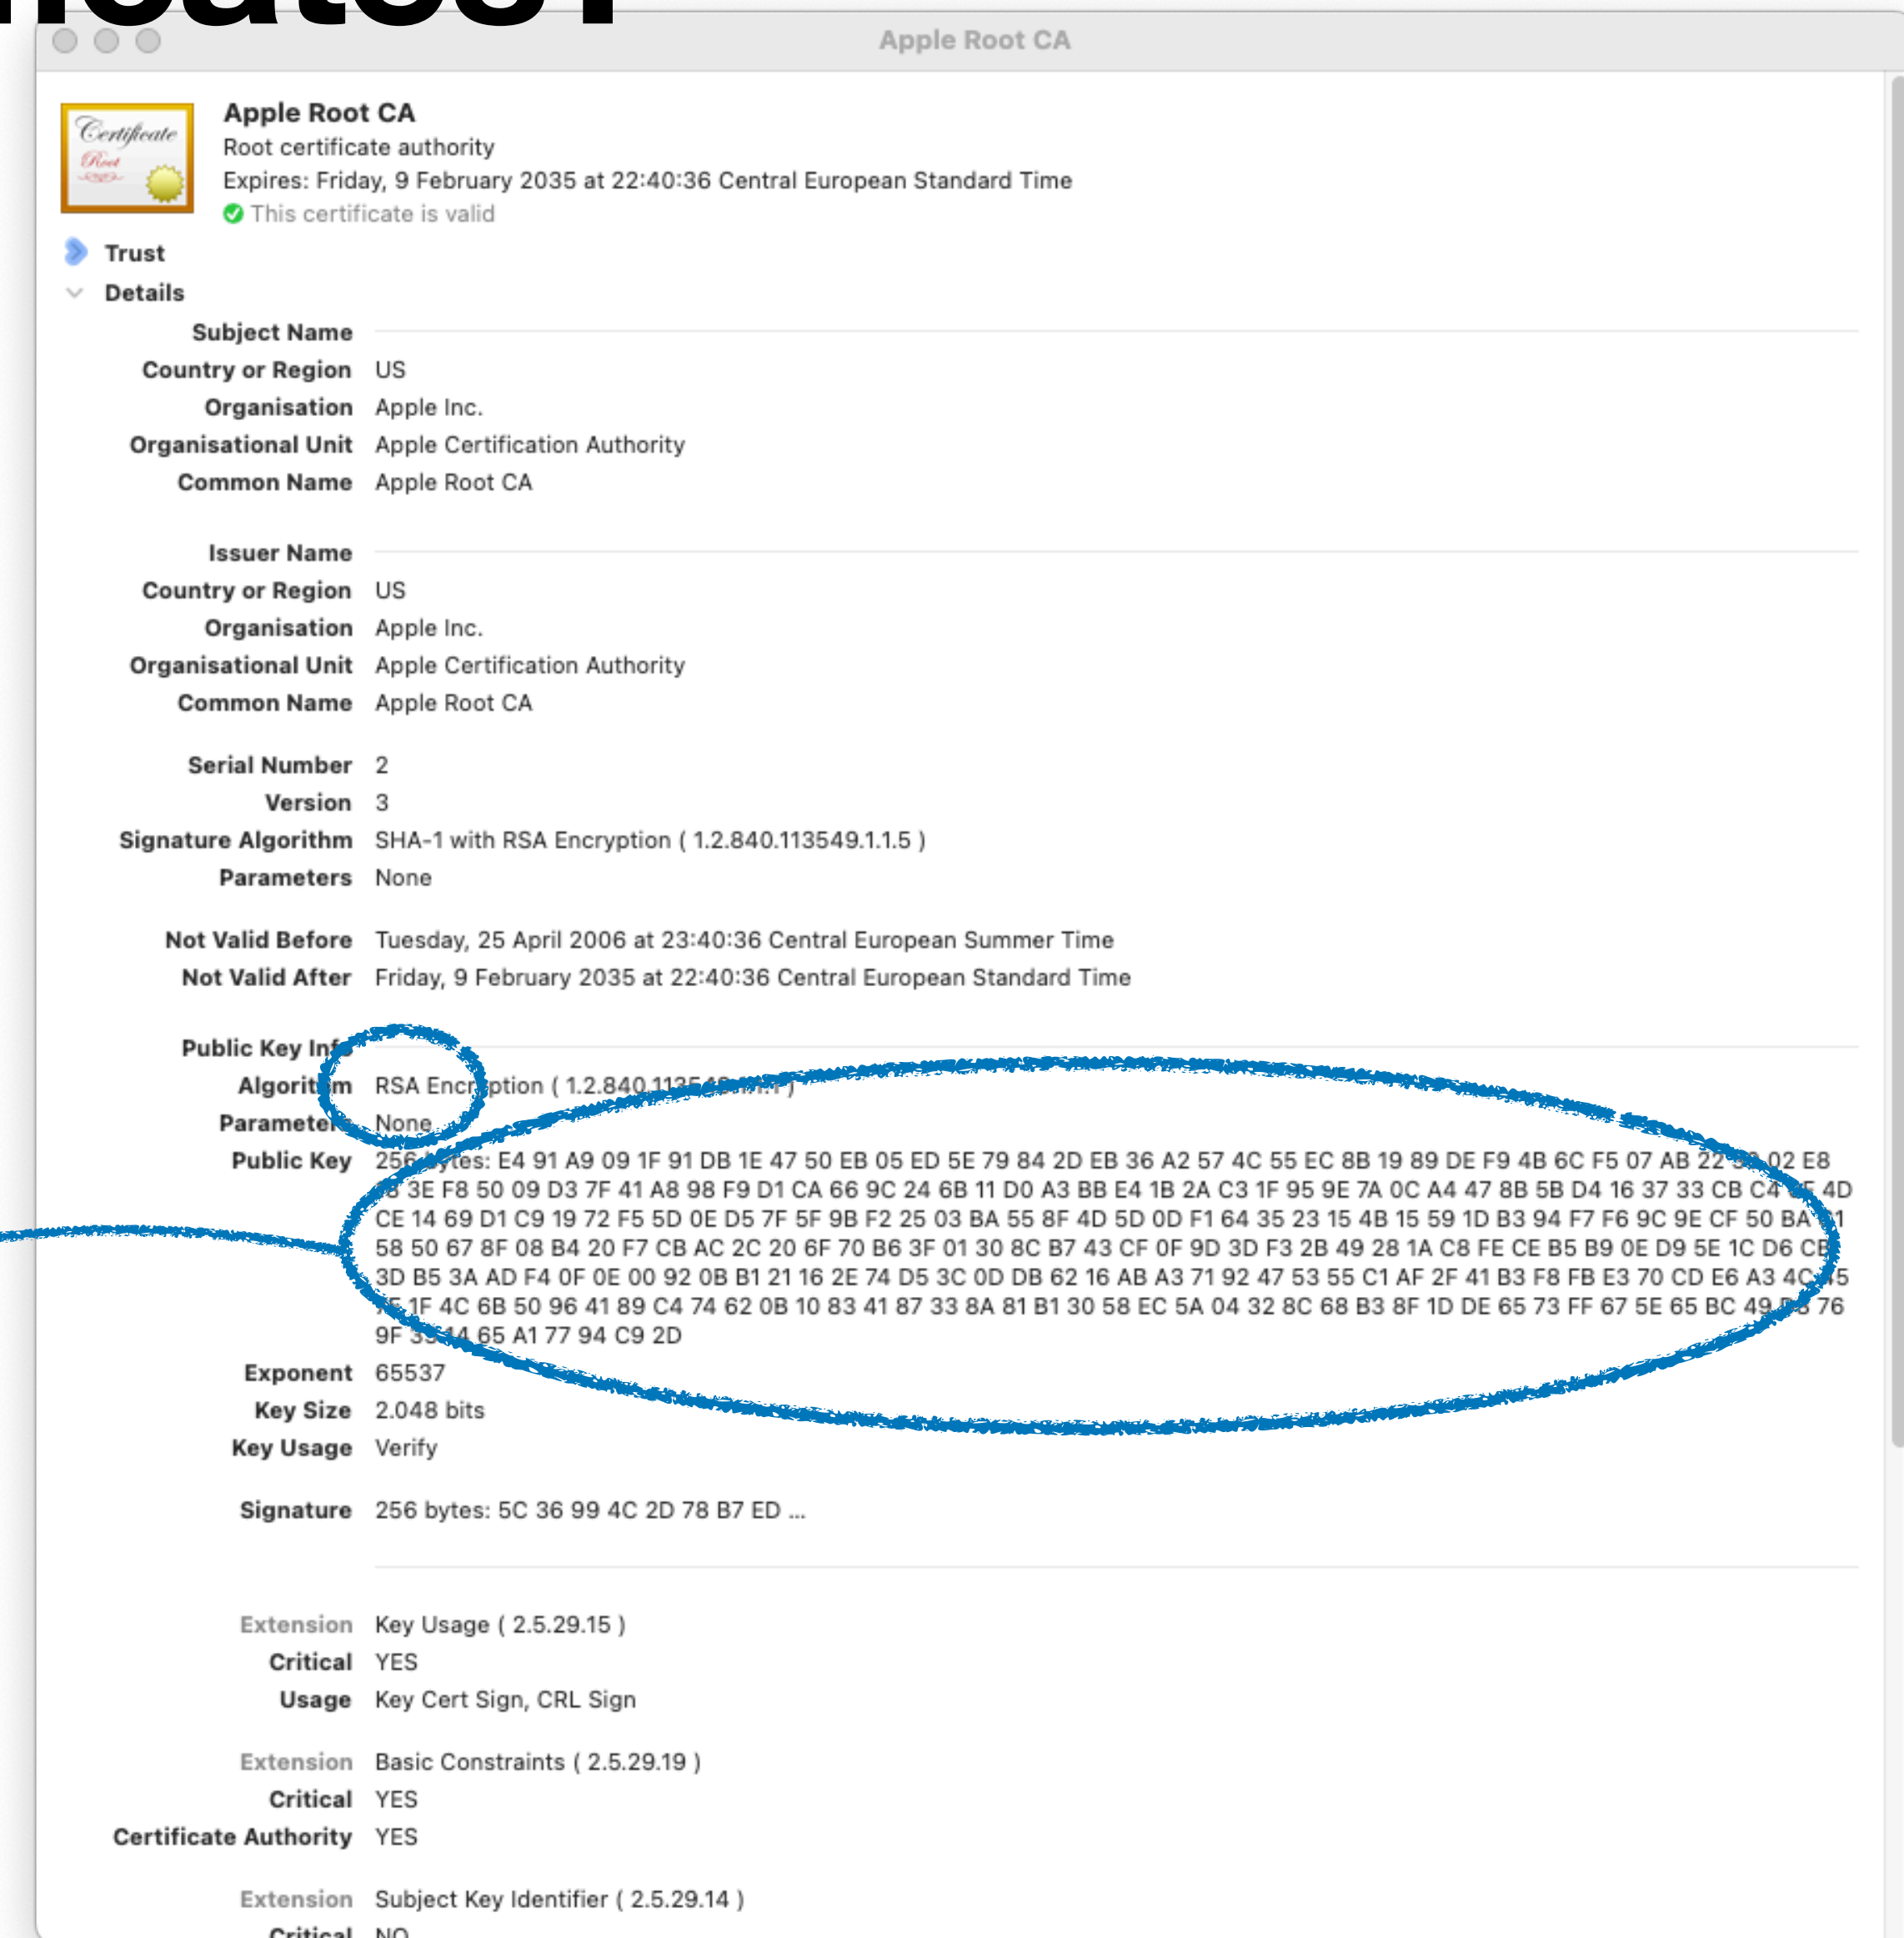 Apple Root CA
Certificate
Root
Apple Root CA
Root certificate authority
Expires: Friday, 9 February 2035 at 22:40:36 Central European Standard Time
This certificate is valid
Trust
Details
Subject Name
Country or Region US
Organisation Apple Inc.
Organisational Unit Apple Certification Authority
Common Name Apple Root CA
Issuer Name
Country or Region US
Organisation Apple Inc.
Organisational Unit Apple Certification Authority
Common Name Apple Root CA
Serial Number 2
Version 3
Signature Algorithm SHA-1 with RSA Encryption ( 1.2.840.113549.1.1.5 )
Parameters None
Not Valid Before Tuesday, 25 April 2006 at 23:40:36 Central European Summer Time
Not Valid After Friday, 9 February 2035 at 22:40:36 Central European Standard Time
Public Key Info
Algorithm RSA Encryption ( 1.2.840.113549.1.1.1 )
Parameters None
Public Key 256 bytes: E4 91 A9 09 1F 91 DB 1E 47 50 EB 05 ED 5E 79 84 2D EB 36 A2 57 4C 55 EC 8B 19 89 DE F9 4B 6C F5 07 AB 22 02 E8
3E F8 50 09 D3 7F 41 A8 98 F9 D1 CA 66 9C 24 6B 11 D0 A3 BB E4 1B 2A C3 1F 95 9E 7A 0C A4 47 8B 5B D4 16 37 33 CB C4 4D
CE 14 69 D1 C9 19 72 F5 5D 0E D5 7F 5F 9B F2 25 03 BA 55 8F 4D 5D 0D F1 64 35 23 15 4B 15 59 1D B3 94 F7 F6 9C 9E CF 50 BA
58 50 67 8F 08 B4 20 F7 CB AC 2C 20 6F 70 B6 3F 01 30 8C B7 43 CF 0F 9D 3D F3 2B 49 28 1A C8 FE CE B5 B9 0E D9 5E 1C D6 CB
3D B5 3A AD F4 0F 0E 00 92 0B B1 21 16 2E 74 D5 3C 0D DB 62 16 AB A3 71 92 47 53 55 C1 AF 2F 41 B3 F8 FB E3 70 CD E6 A3 4C
1F 4C 6B 50 96 41 89 C4 74 62 0B 10 83 41 87 33 8A 81 B1 30 58 EC 5A 04 32 8C 68 B3 8F 1D DE 65 73 FF 67 5E 65 BC 49 76
9F 14 65 A1 77 94 C9 2D
Exponent 65537
Key Size 2.048 bits
Key Usage Verify
Signature 256 bytes: 5C 36 99 4C 2D 78 B7 ED ...
Extension Key Usage ( 2.5.29.15 )
Critical YES
Usage Key Cert Sign, CRL Sign
Extension Basic Constraints ( 2.5.29.19 )
Critical YES
Certificate Authority YES
Extension Subject Key Identifier ( 2.5.29.14 )
Critical NO